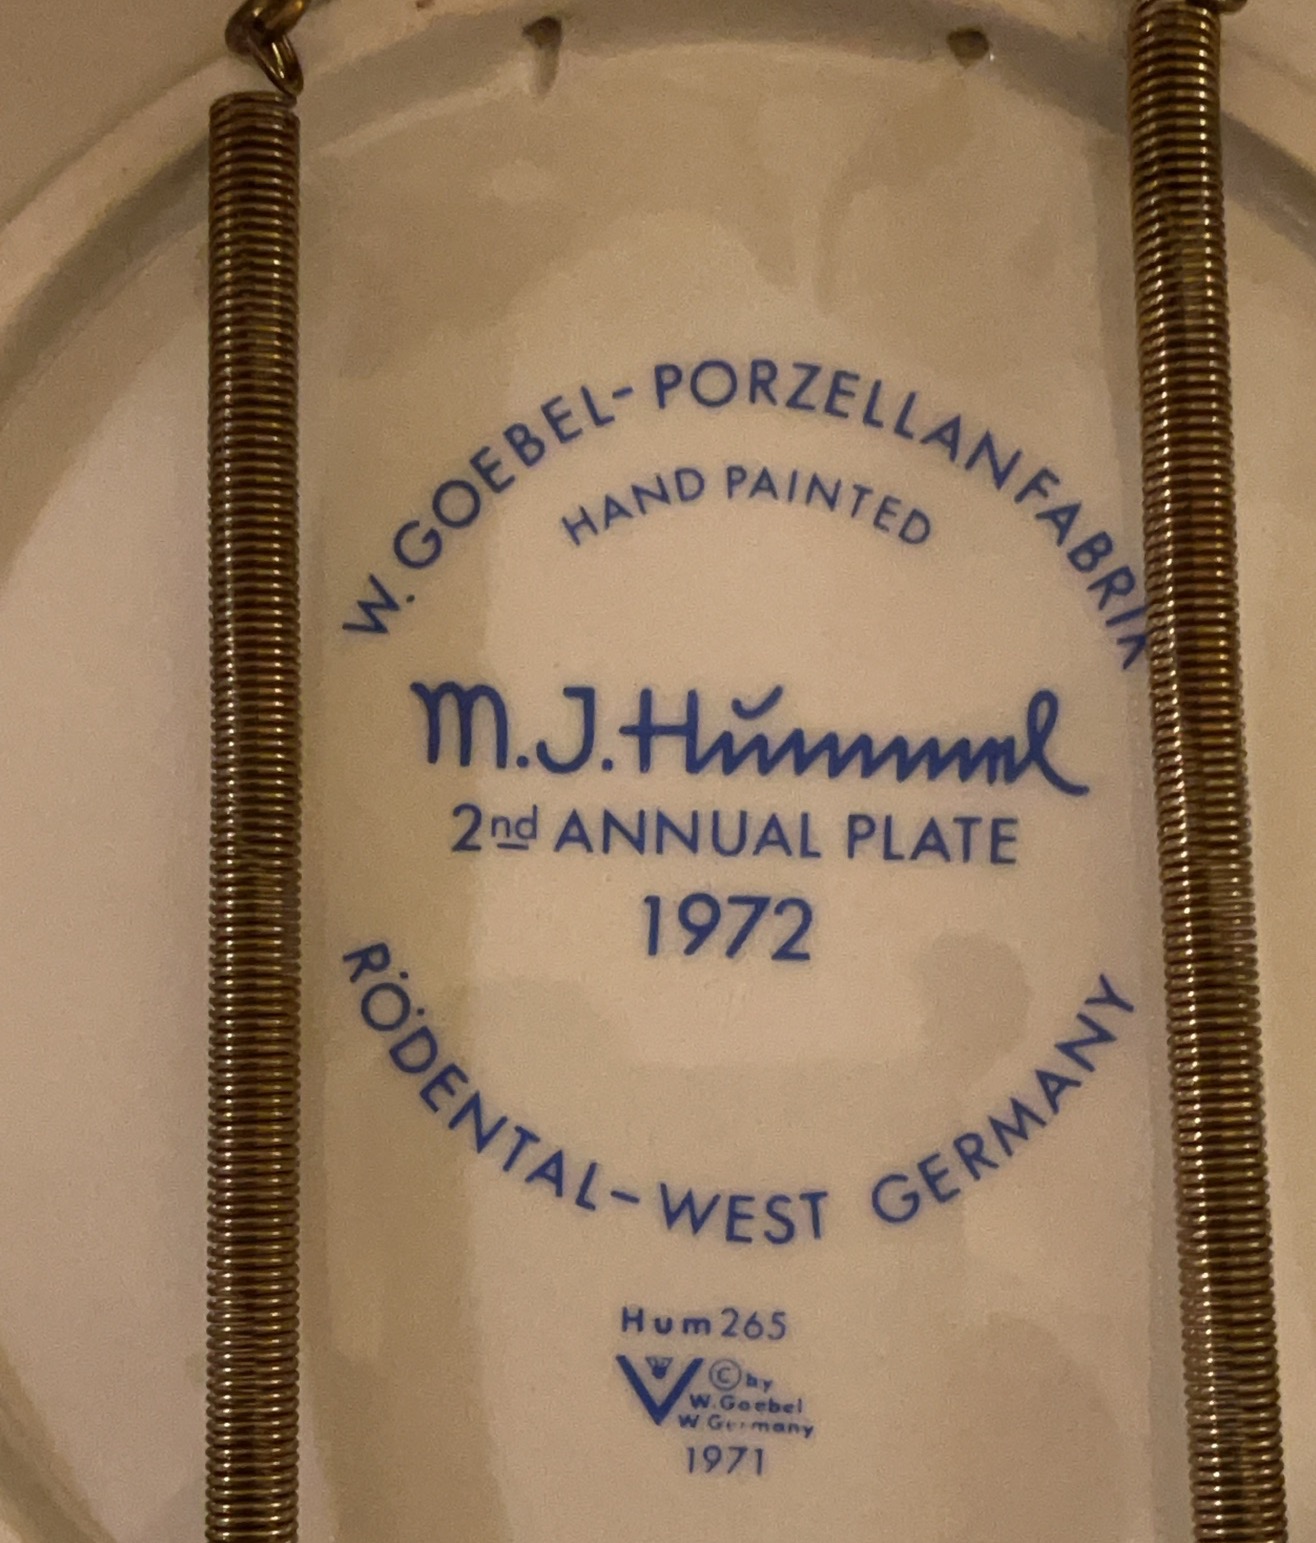 W. GOEBEL-PORZELLANFABRIK
HAND PAINTED
M.J. Hummel
2nd ANNUAL PLATE
1972
RÖDENTAL-WEST GERMANY
Hum 265
© by
W. Goebel
W. Germany
1971